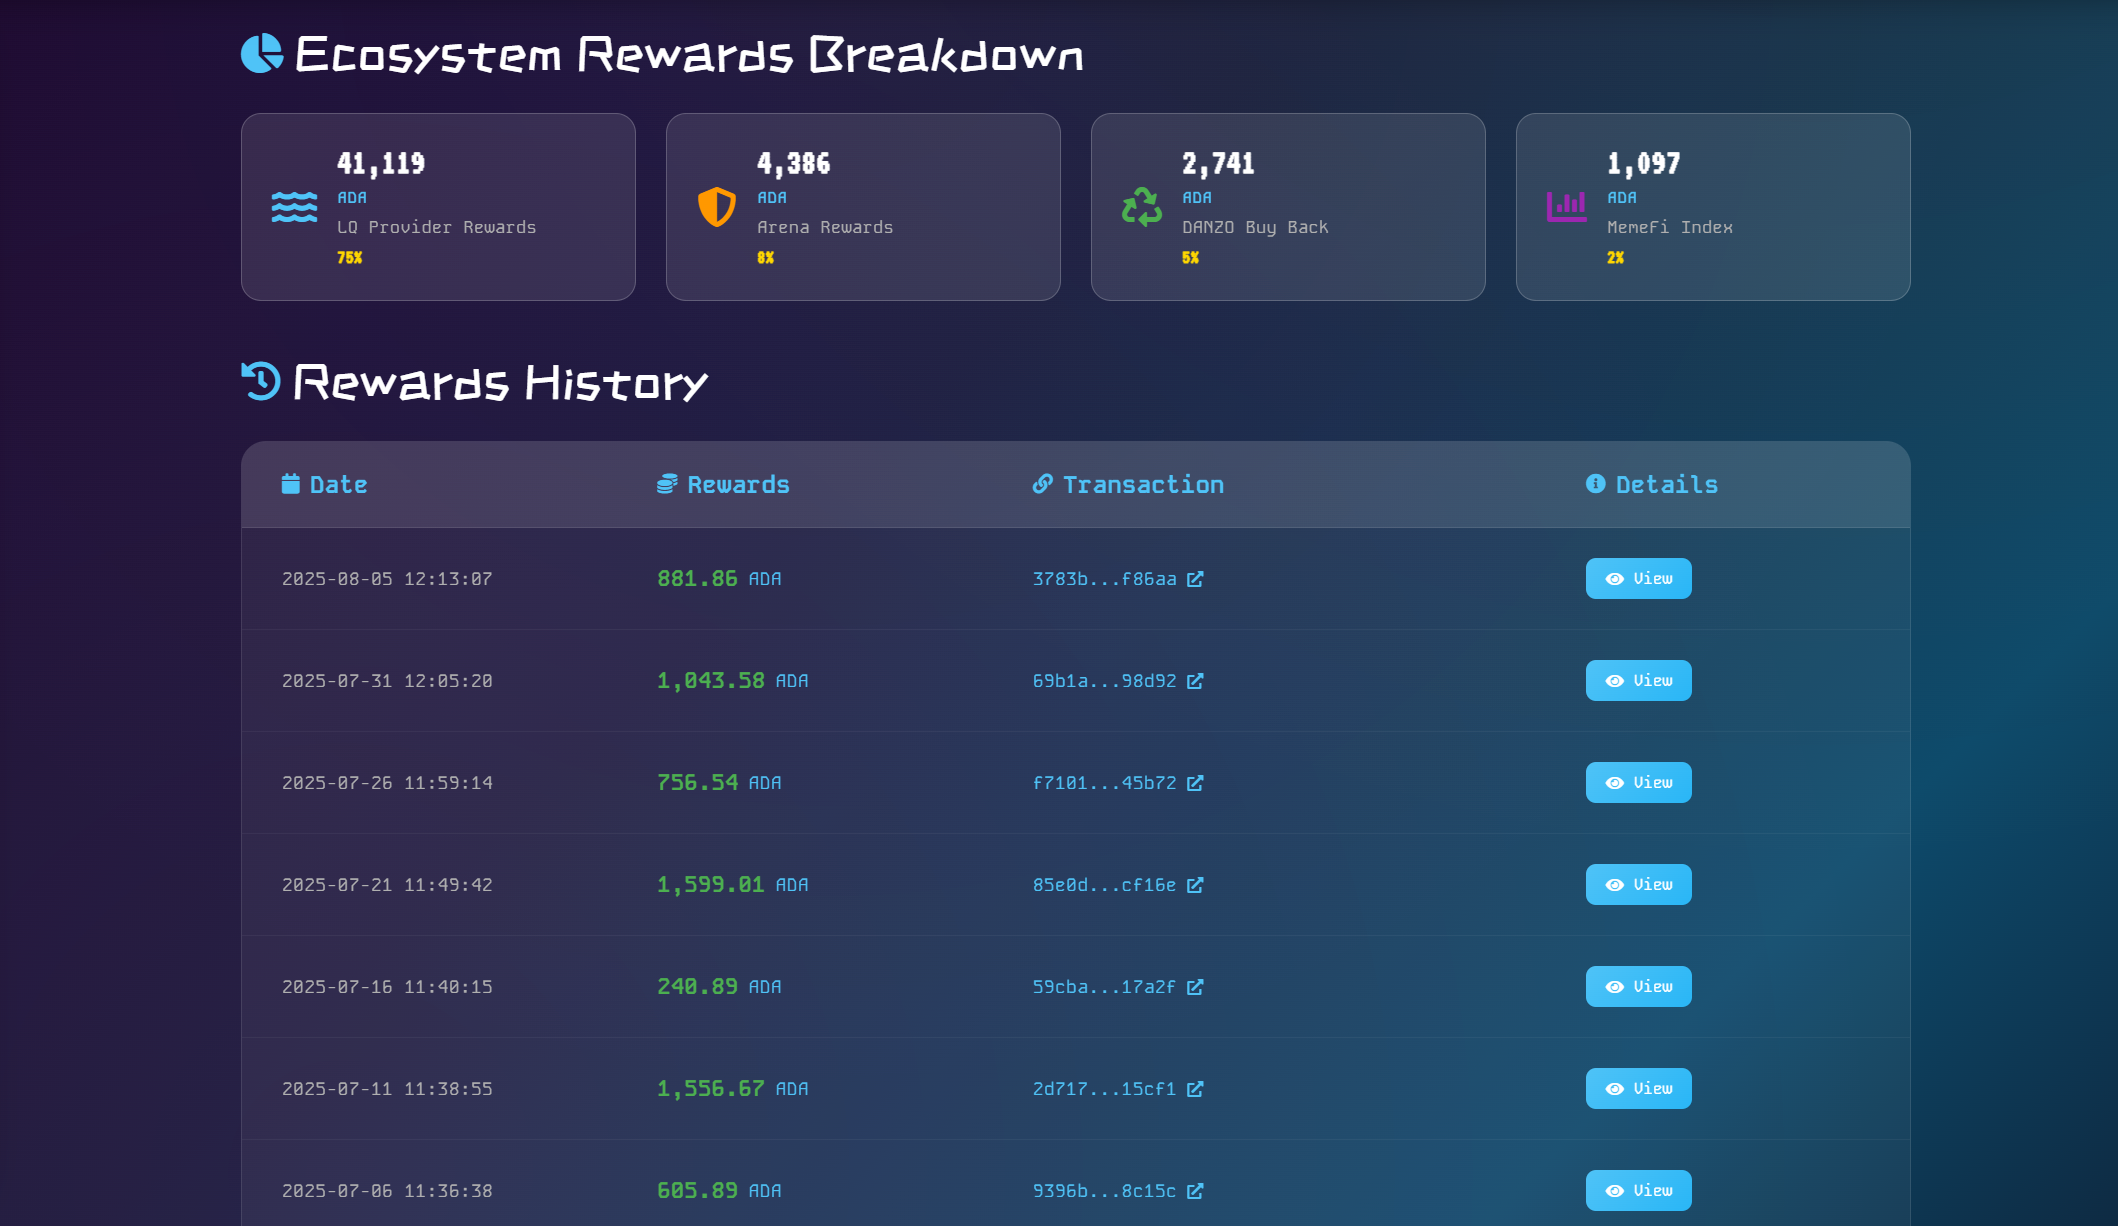 Ecosystem Rewards Breakdown
41,119
ADA
LQ Provider Rewards
75%
4,386
ADA
Arena Rewards
8%
2,741
ADA
DANZO Buy Back
5%
1,097
ADA
MemeFi Index
2%
Rewards History
Date Rewards Transaction Details
2025-08-05 12:13:07 881.86 ADA 3783b...f86aa View
2025-07-31 12:05:20 1,043.58 ADA 69b1a...98d92 View
2025-07-26 11:59:14 756.54 ADA f7101...45b72 View
2025-07-21 11:49:42 1,599.01 ADA 85e0d...cf16e View
2025-07-16 11:40:15 240.89 ADA 59cba...17a2f View
2025-07-11 11:38:55 1,556.67 ADA 2d717...15cf1 View
2025-07-06 11:36:38 605.89 ADA 9396b...8c15c View